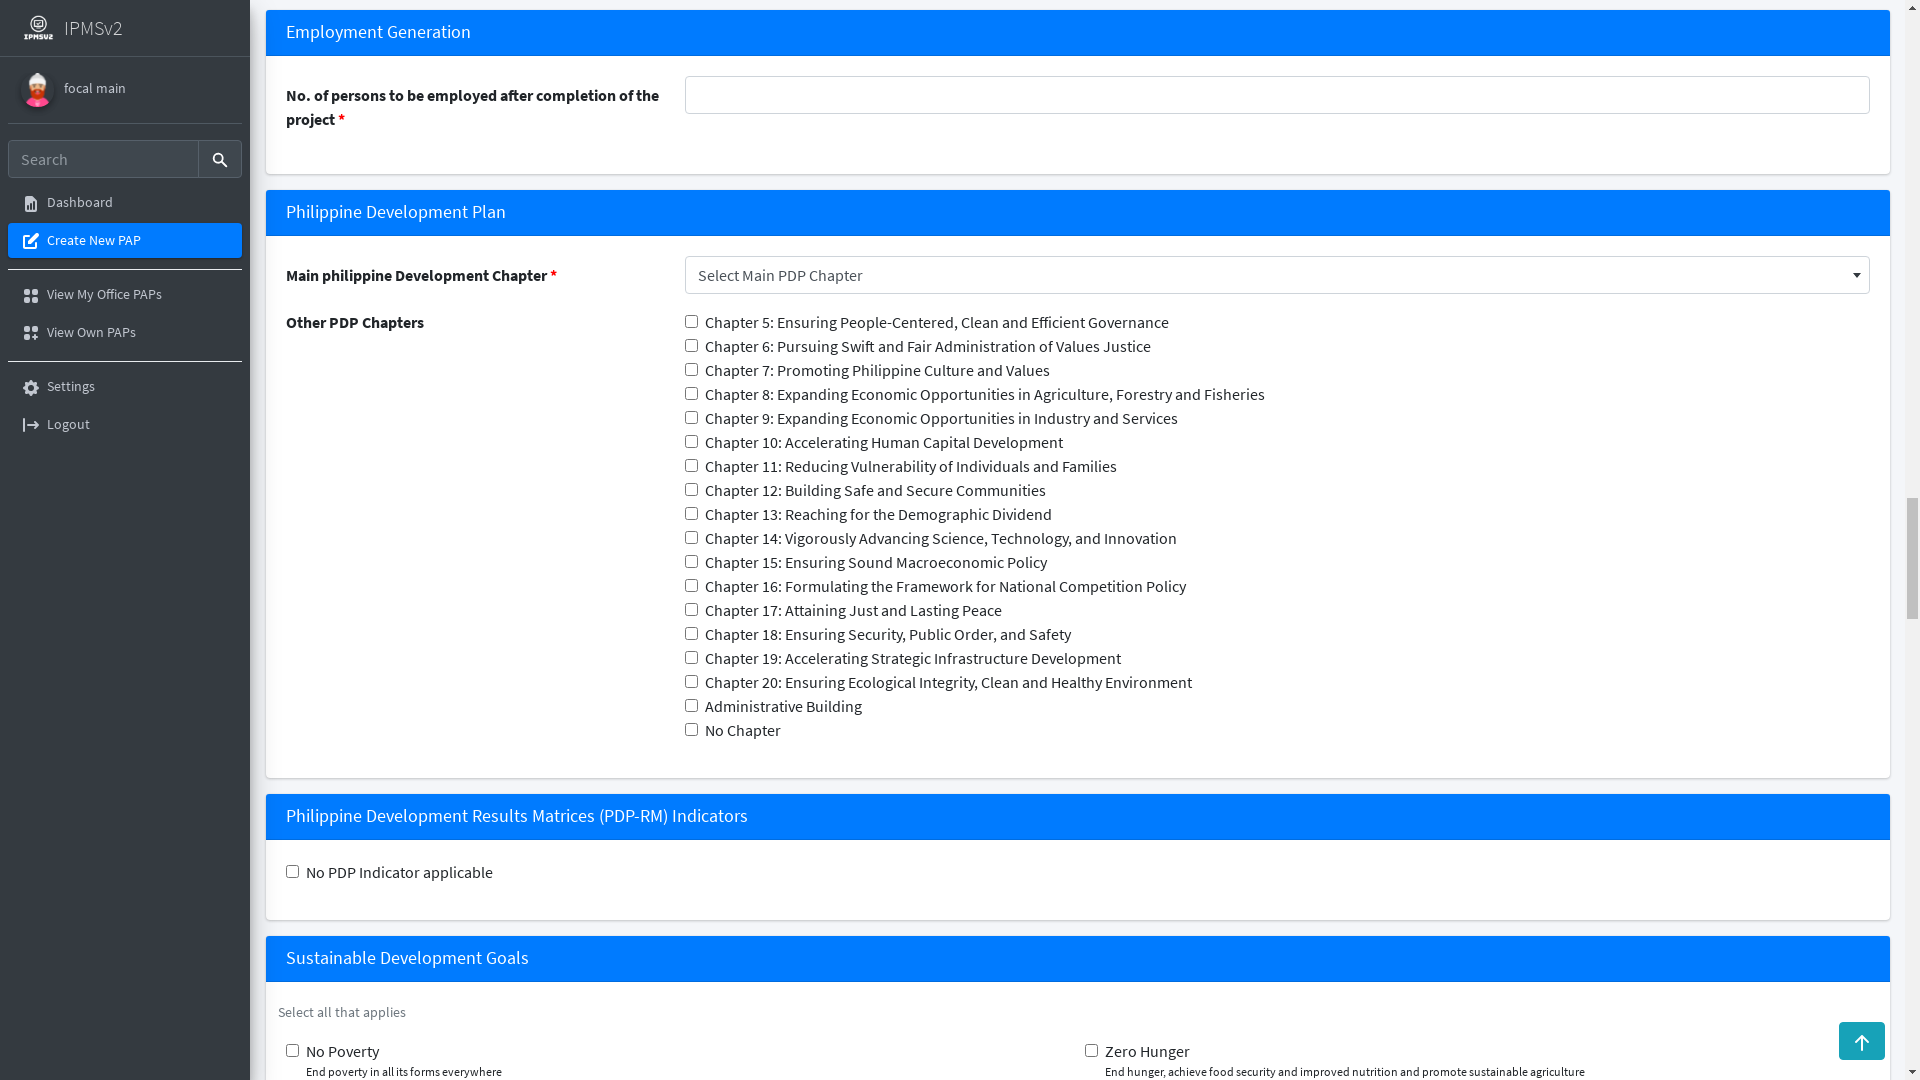 IPMSV2
IPMSv2
focal main
Search
Dashboard
Create New PAP
View My Office PAPs
View Own PAPs
Settings
Logout
Employment Generation
No. of persons to be employed after completion of the
project *
Philippine Development Plan
Main philippine Development Chapter *
Select Main PDP Chapter
Other PDP Chapters
Chapter 5: Ensuring People-Centered, Clean and Efficient Governance
Chapter 6: Pursuing Swift and Fair Administration of Values Justice
Chapter 7: Promoting Philippine Culture and Values
Chapter 8: Expanding Economic Opportunities in Agriculture, Forestry and Fisheries
Chapter 9: Expanding Economic Opportunities in Industry and Services
Chapter 10: Accelerating Human Capital Development
Chapter 11: Reducing Vulnerability of Individuals and Families
Chapter 12: Building Safe and Secure Communities
Chapter 13: Reaching for the Demographic Dividend
Chapter 14: Vigorously Advancing Science, Technology, and Innovation
Chapter 15: Ensuring Sound Macroeconomic Policy
Chapter 16: Formulating the Framework for National Competition Policy
Chapter 17: Attaining Just and Lasting Peace
Chapter 18: Ensuring Security, Public Order, and Safety
Chapter 19: Accelerating Strategic Infrastructure Development
Chapter 20: Ensuring Ecological Integrity, Clean and Healthy Environment
Administrative Building
No Chapter
Philippine Development Results Matrices (PDP-RM) Indicators
No PDP Indicator applicable
Sustainable Development Goals
Select all that applies
No Poverty
End poverty in all its forms everywhere
Zero Hunger
End hunger, achieve food security and improved nutrition and promote sustainable agriculture